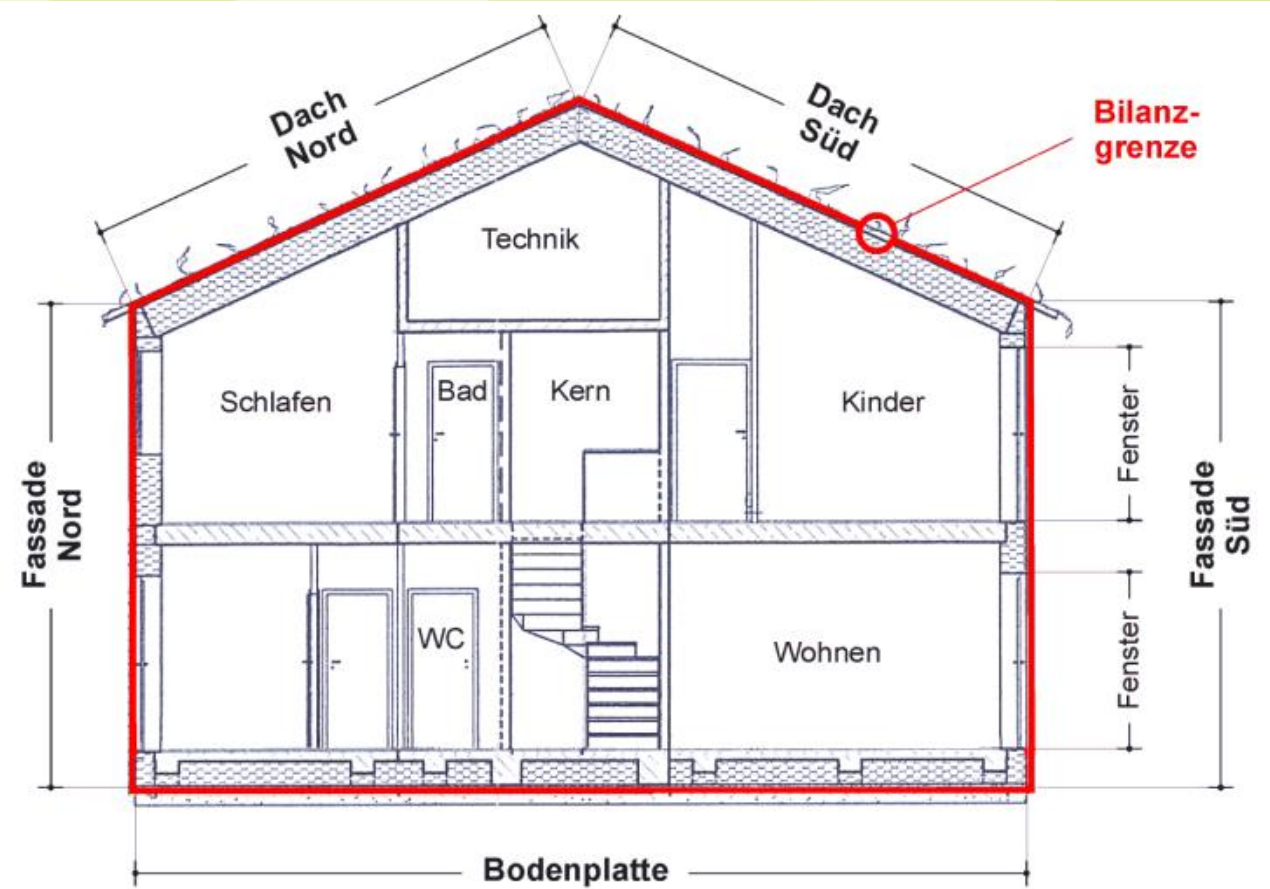 Dach
Nord
Dach
Süd
Bilanz-
grenze
Technik
Schlafen
Bad
Kern
Kinder
Fenster
Fassade
Nord
Fassade
Süd
WC
Wohnen
Fenster
Bodenplatte